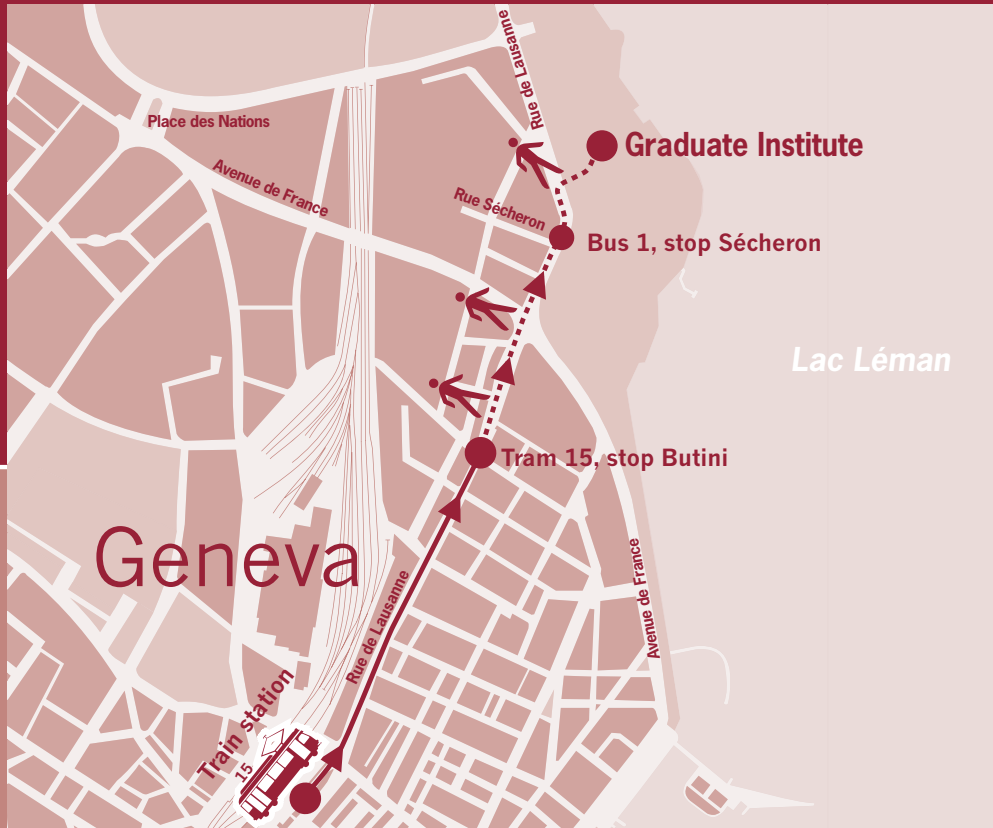 Rue de Lausanne
Place des Nations
Graduate Institute
Avenue de France
Rue Sécheron
Bus 1, stop Sécheron
Lac Léman
Tram 15, stop Butini
Geneva
Avenue de France
Rue de Lausanne
Train station
15